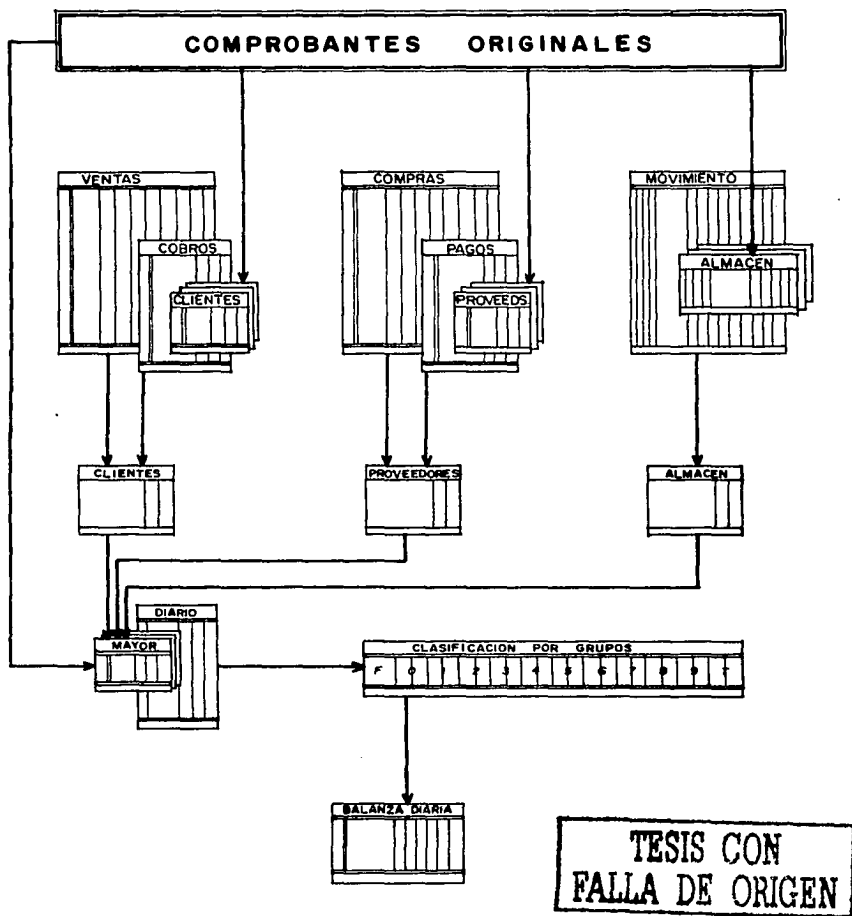 COMPROBANTES ORIGINALES
VENTAS
COBROS
CLIENTES
COMPRAS
PAGOS
PROVEEDS.
MOVIMIENTO
ALMACEN
CLIENTES
PROVEEDORES
ALMACEN
DIARIO
MAYOR
CLASIFICACION POR GRUPOS
F 0 1 2 3 4 5 6 7 8 9 T
BALANZA DIARIA
TESIS CON
FALLA DE ORIGEN